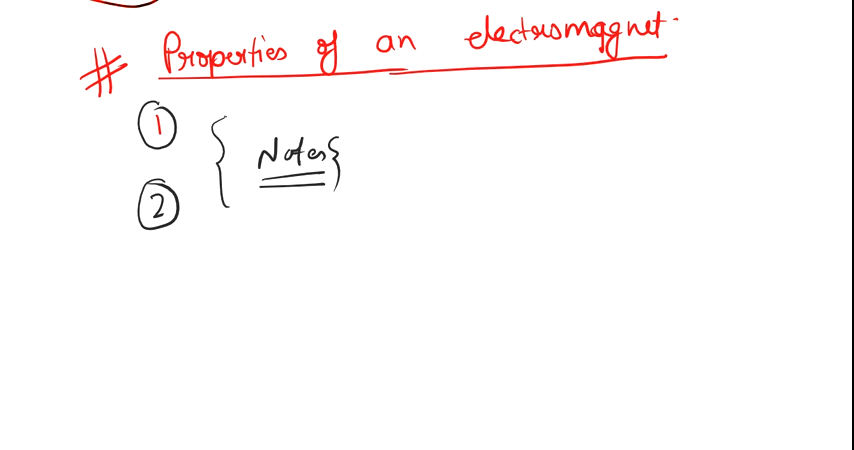 # Properties of an electromagnet.
1
{ Notes }
2